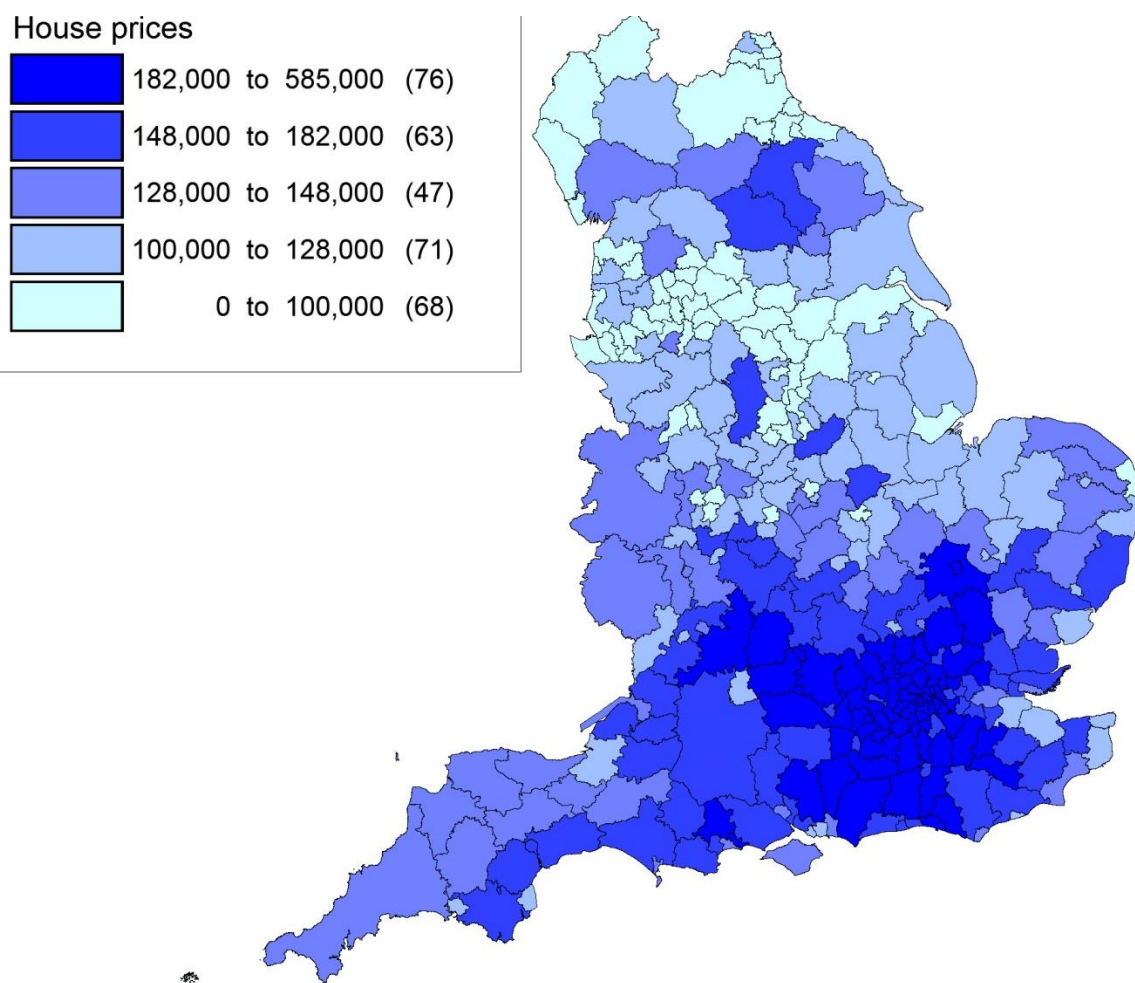 House prices
182,000 to 585,000 (76)
148,000 to 182,000 (63)
128,000 to 148,000 (47)
100,000 to 128,000 (71)
0 to 100,000 (68)